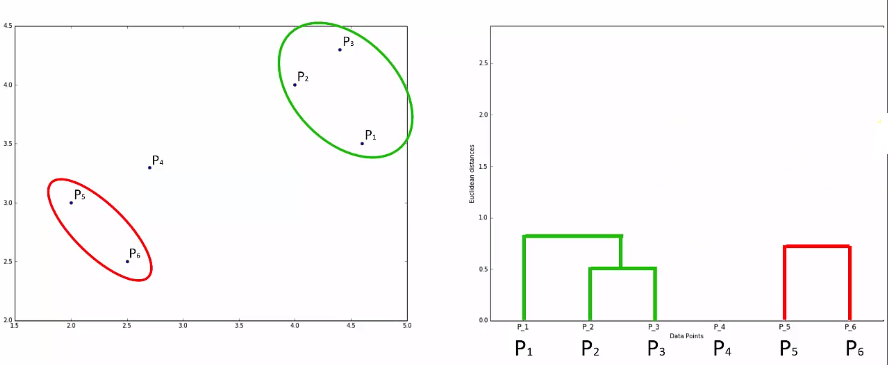 4.5
4.0
3.5
3.0
2.5
2.0
1.5 2.0 2.5 3.0 3.5 4.0 4.5 5.0
P3
P2
P1
P4
P5
P6
Euclidean distances
2.5
2.0
1.5
1.0
0.5
0.0
P_1 P_2 P_3 P_4 P_5 P_6
Data Points
P1 P2 P3 P4 P5 P6